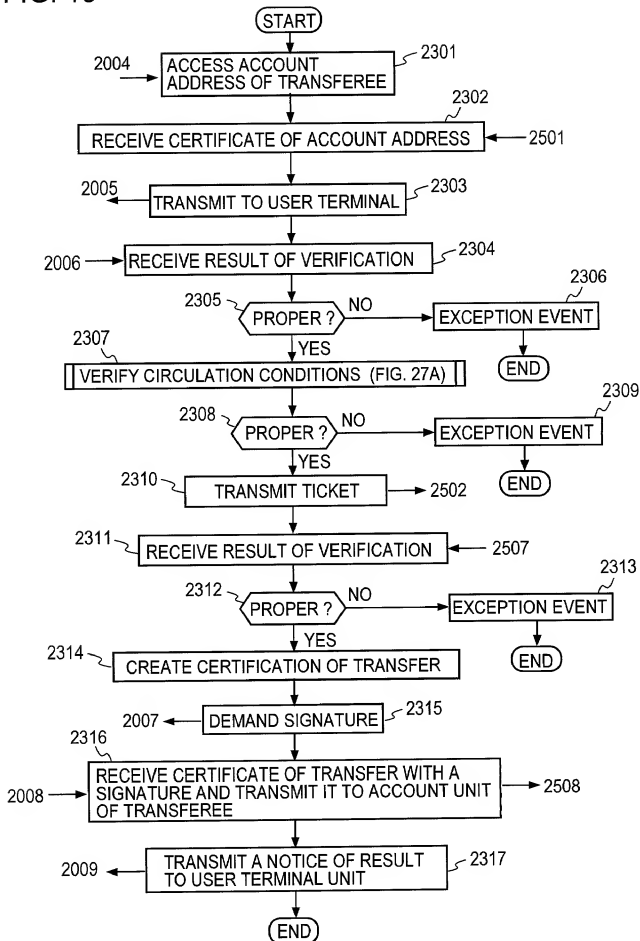 START
2004
ACCESS ACCOUNT
ADDRESS OF TRANSFEREE
2301
2302
RECEIVE CERTIFICATE OF ACCOUNT ADDRESS
2501
2005
TRANSMIT TO USER TERMINAL
2303
2006
RECEIVE RESULT OF VERIFICATION
2304
2305
PROPER ?
NO
2306
EXCEPTION EVENT
YES
END
2307
VERIFY CIRCULATION CONDITIONS (FIG. 27A)
2308
PROPER ?
NO
2309
EXCEPTION EVENT
YES
END
2310
TRANSMIT TICKET
2502
2311
RECEIVE RESULT OF VERIFICATION
2507
2312
PROPER ?
NO
2313
EXCEPTION EVENT
YES
END
2314
CREATE CERTIFICATION OF TRANSFER
2007
DEMAND SIGNATURE
2315
2316
2008
RECEIVE CERTIFICATE OF TRANSFER WITH A
SIGNATURE AND TRANSMIT IT TO ACCOUNT UNIT
OF TRANSFEREE
2508
2009
TRANSMIT A NOTICE OF RESULT
TO USER TERMINAL UNIT
2317
END